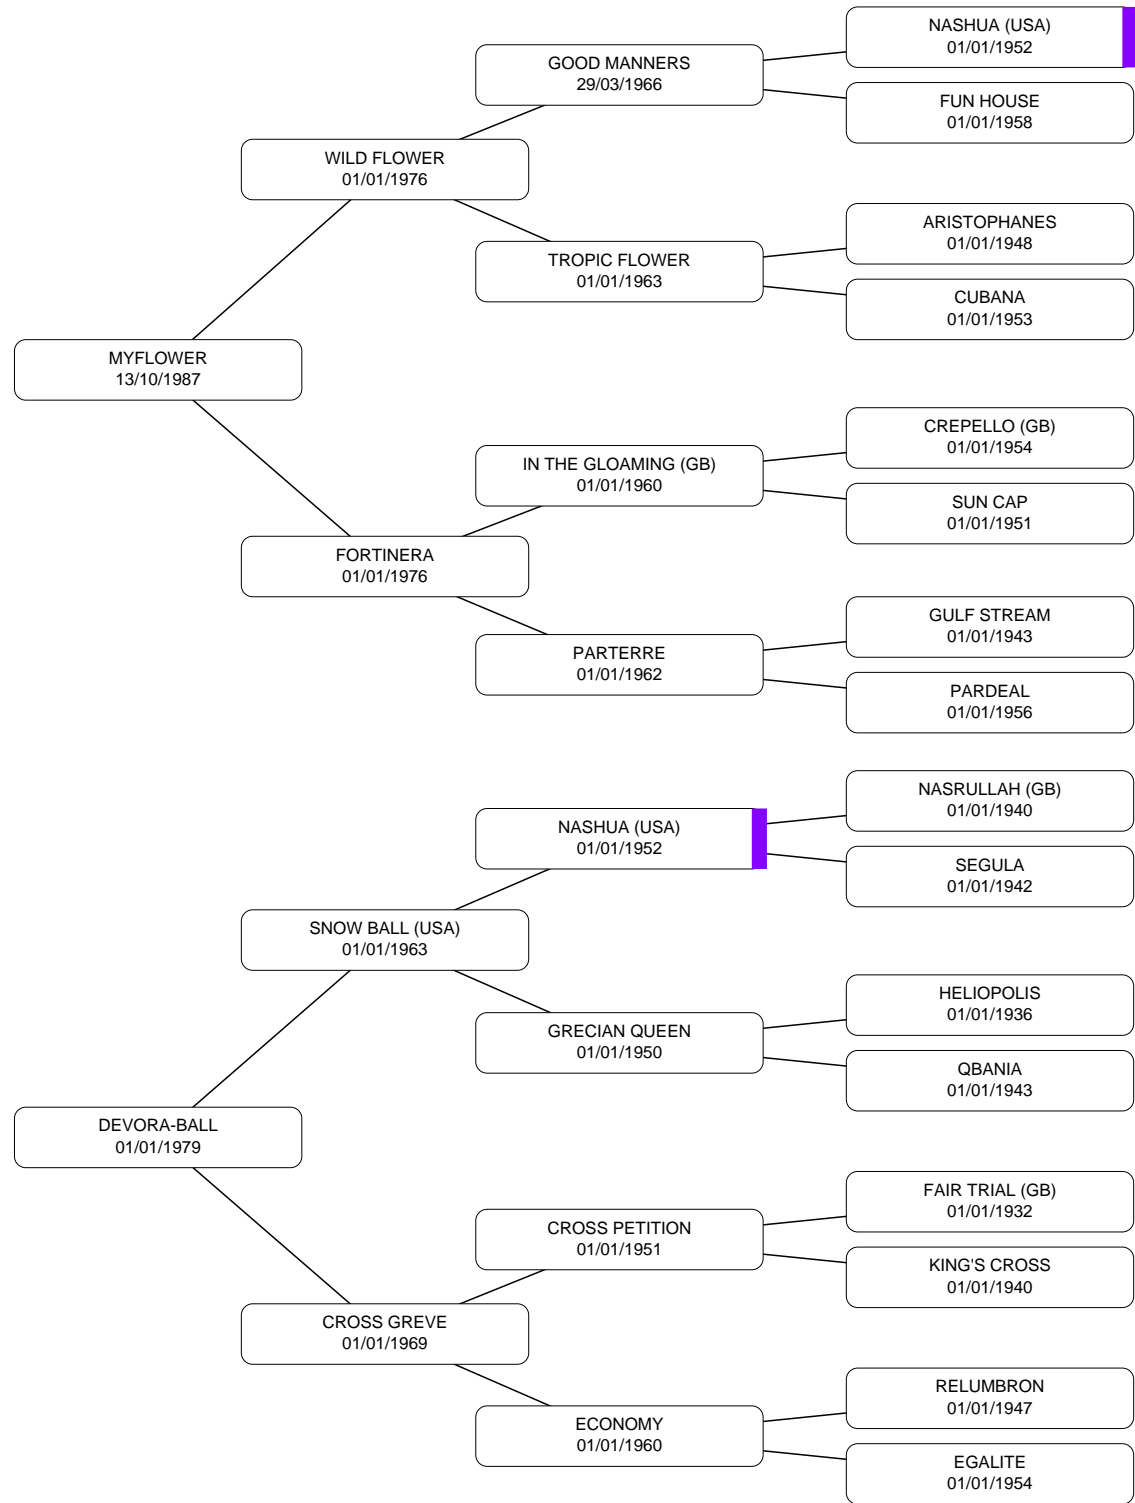 NASHUA (USA)
01/01/1952
GOOD MANNERS
29/03/1966
FUN HOUSE
01/01/1958
WILD FLOWER
01/01/1976
ARISTOPHANES
01/01/1948
TROPIC FLOWER
01/01/1963
CUBANA
01/01/1953
MYFLOWER
13/10/1987
CREPELLO (GB)
01/01/1954
IN THE GLOAMING (GB)
01/01/1960
SUN CAP
01/01/1951
FORTINERA
01/01/1976
GULF STREAM
01/01/1943
PARTERRE
01/01/1962
PARDEAL
01/01/1956
NASRULLAH (GB)
01/01/1940
NASHUA (USA)
01/01/1952
SEGULA
01/01/1942
SNOW BALL (USA)
01/01/1963
HELIOPOLIS
01/01/1936
GRECIAN QUEEN
01/01/1950
QBANIA
01/01/1943
DEVORA-BALL
01/01/1979
FAIR TRIAL (GB)
01/01/1932
CROSS PETITION
01/01/1951
KING'S CROSS
01/01/1940
CROSS GREVE
01/01/1969
RELUMBRON
01/01/1947
ECONOMY
01/01/1960
EGALITE
01/01/1954